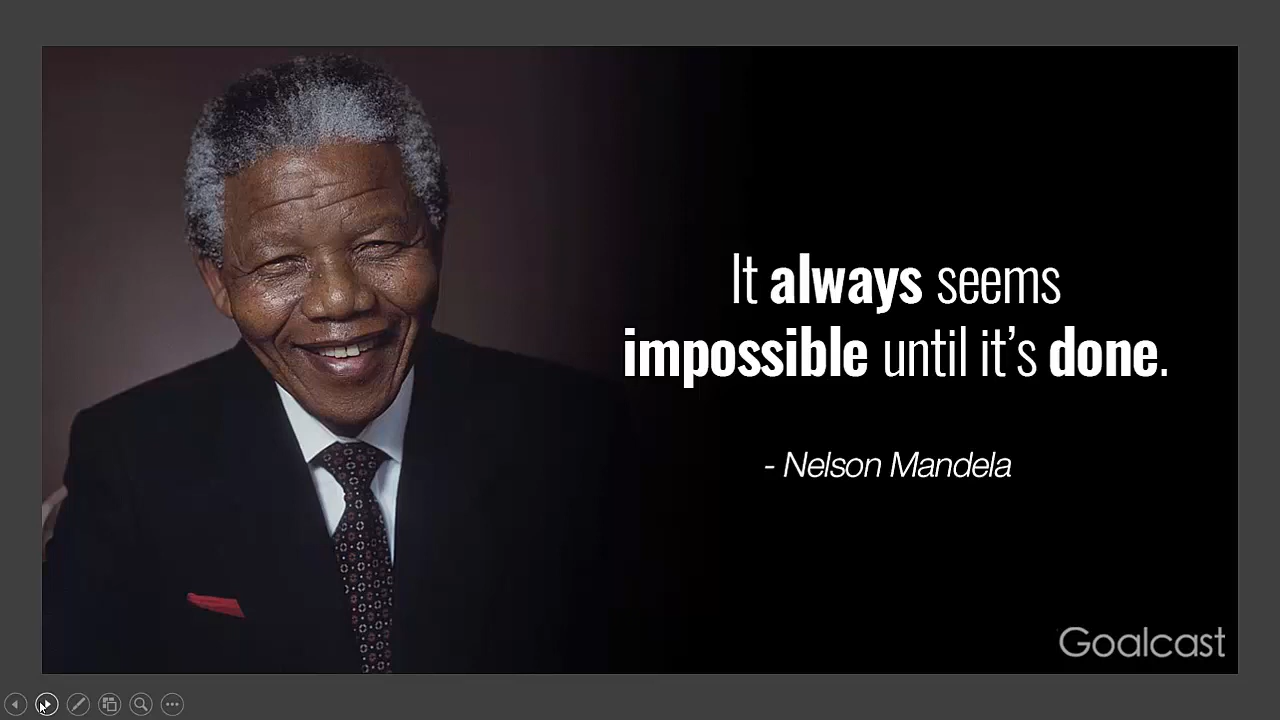 It always seems
impossible until it’s done.
- Nelson Mandela
Goalcast